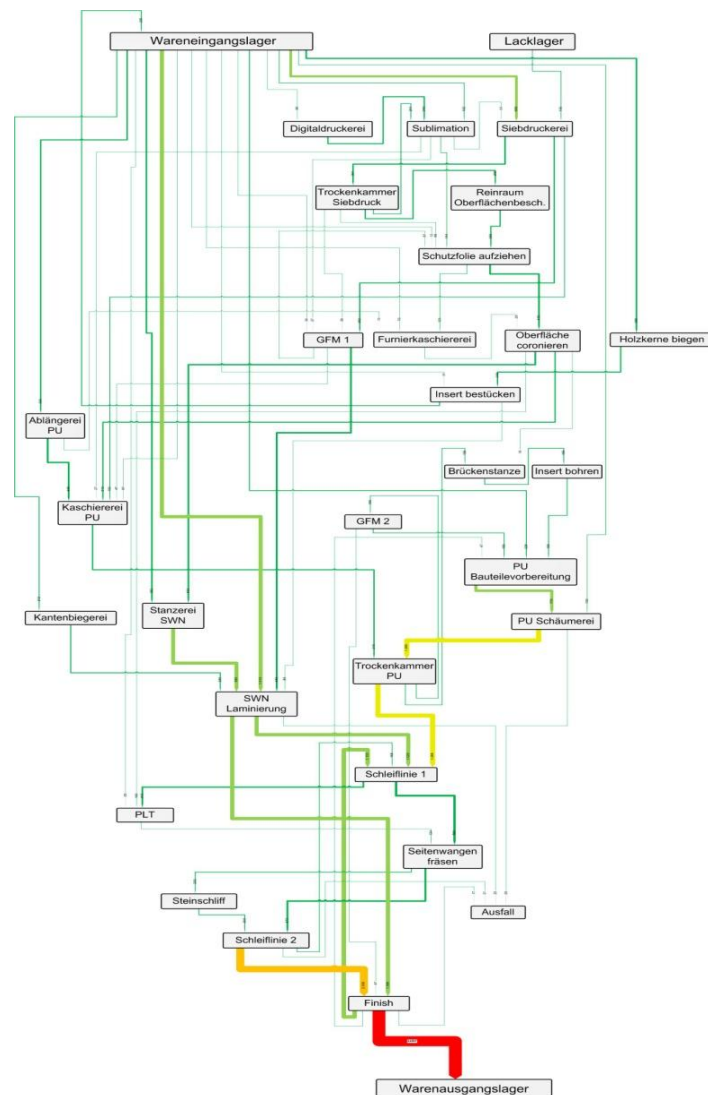 Wareneingangslager
Lacklager
Digitaldruckerei
Sublimation
Siebdruckerei
Trockenkammer
Siebdruck
Reinraum
Oberflächenbesch.
Schutzfolie aufziehen
GFM 1
Furnierkaschiererei
Oberfläche
coronieren
Holzkerne biegen
Insert bestücken
Ablängerei
PU
Brückenstanze
Insert bohren
Kaschiererei
PU
GFM 2
PU
Bauteilevorbereitung
Kantenbiegerei
Stanzerei
SWN
PU Schäumerei
Trockenkammer
PU
SWN
Laminierung
Schleiflinie 1
PLT
Seitenwangen
fräsen
Steinschliff
Ausfall
Schleiflinie 2
Finish
Warenausgangslager